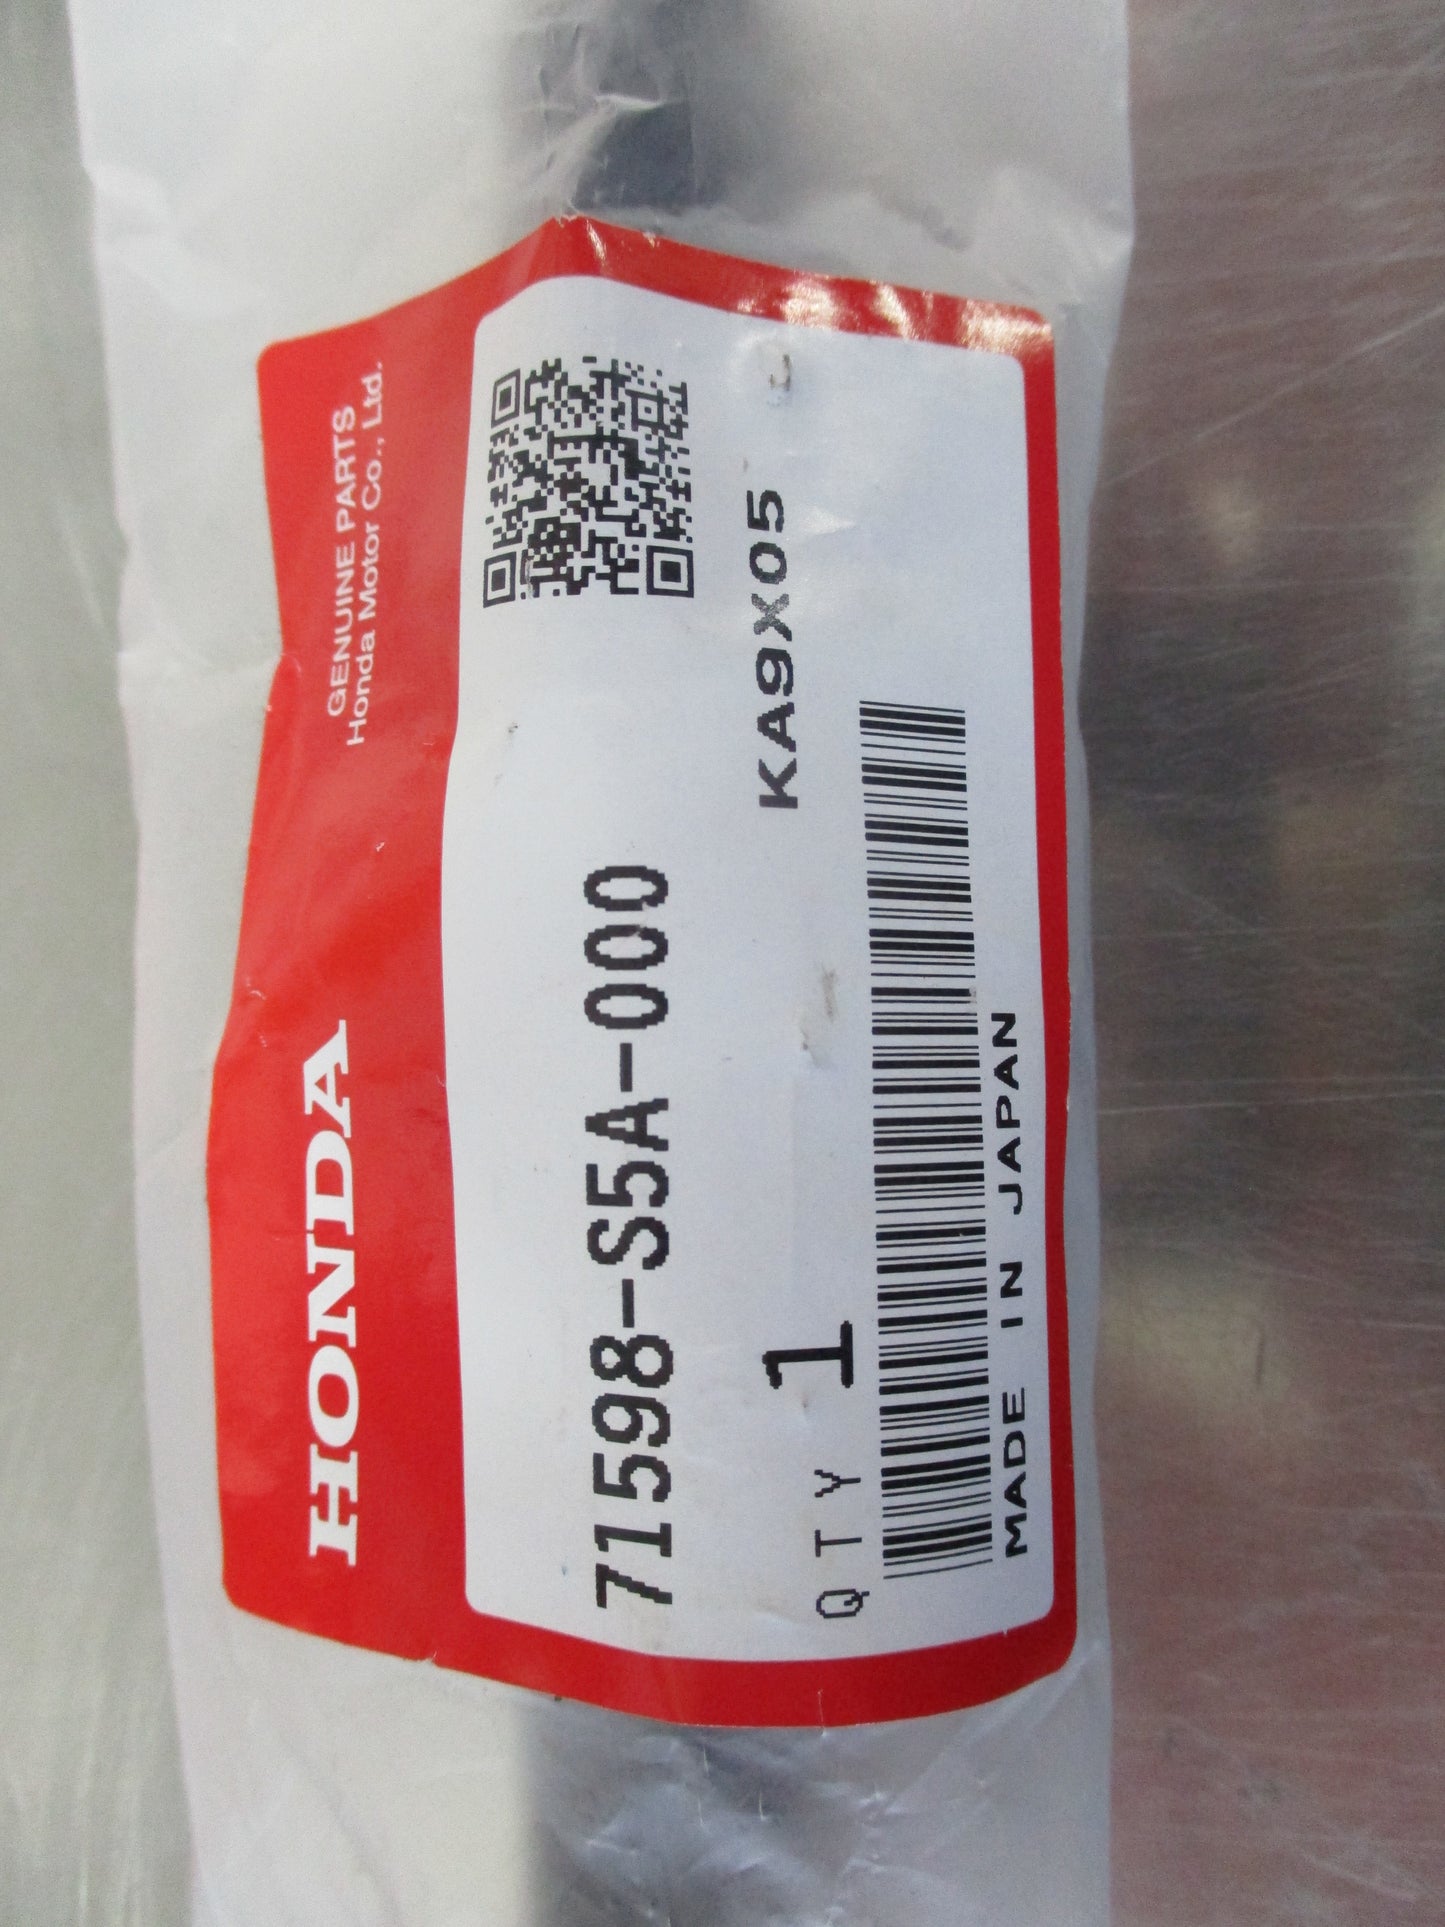 HONDA
GENUINE PARTS
Honda Motor Co., Ltd.
71598-S5A-000
QTY 1
KA9X05
MADE IN JAPAN